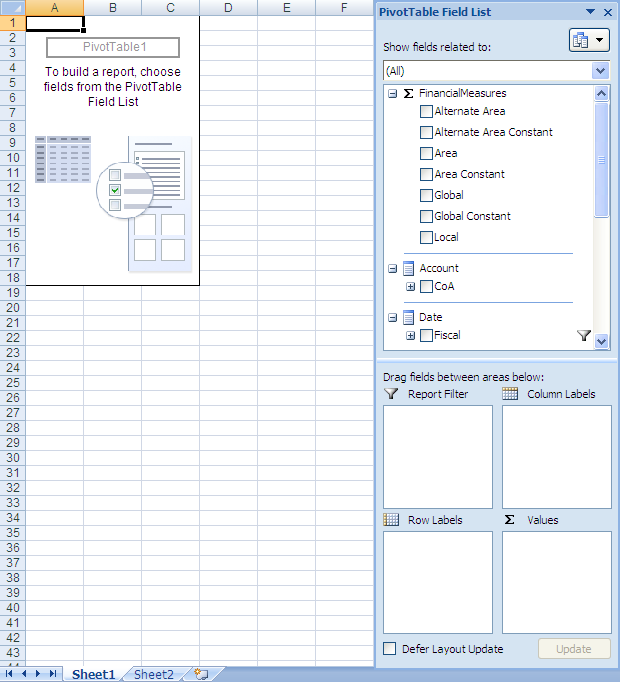 A B C D E F
1
2
3
4
5
6
7
8
9
10
11
12
13
14
15
16
17
18
19
20
21
22
23
24
25
26
27
28
29
30
31
32
33
34
35
36
37
38
39
40
41
42
43
44
PivotTable1
To build a report, choose
fields from the PivotTable
Field List
Sheet1 Sheet2
PivotTable Field List
Show fields related to:
(All)
Σ FinancialMeasures
Alternate Area
Alternate Area Constant
Area
Area Constant
Global
Global Constant
Local
Account
CoA
Date
Fiscal
Drag fields between areas below:
Report Filter Column Labels
Row Labels Σ Values
Defer Layout Update Update